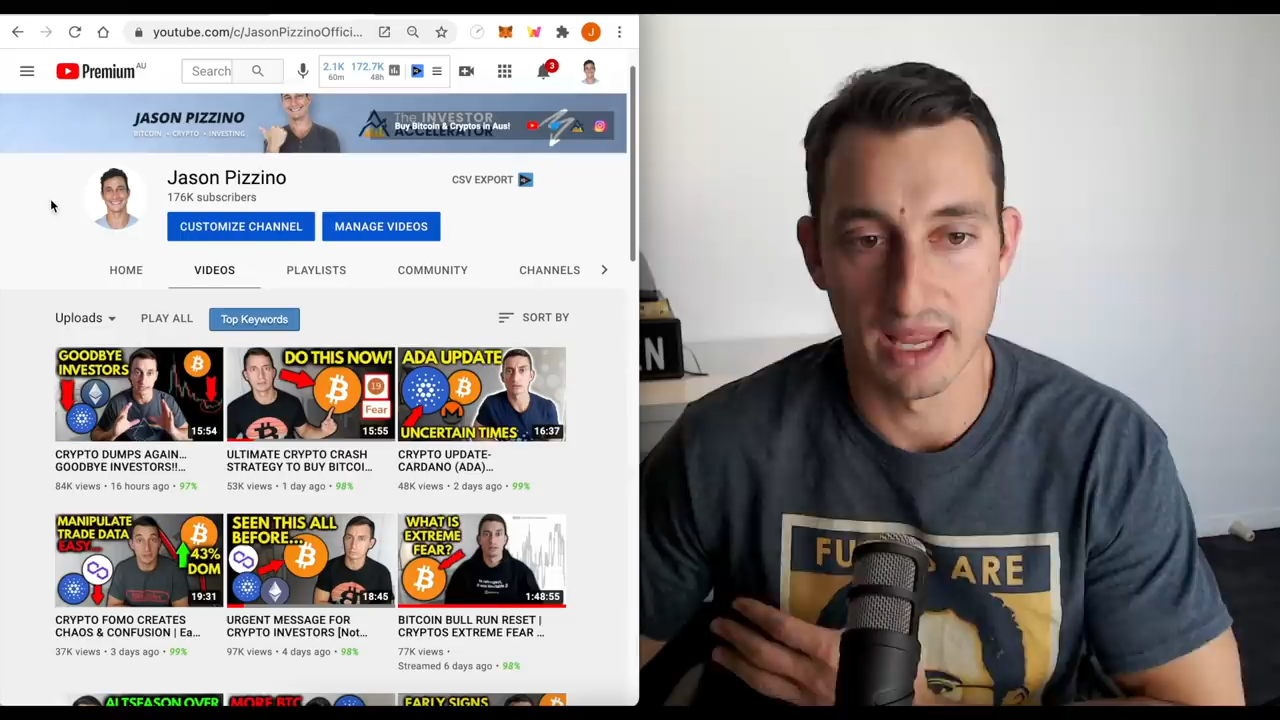 youtube.com/c/JasonPizzinoOffici...
J
Premium AU
Search
2.1K 172.7K
60m 48h
3
JASON PIZZINO
BITCOIN • CRYPTO • INVESTING
The INVESTOR
ACCELERATOR
Buy Bitcoin & Cryptos in Aus!
Jason Pizzino
176K subscribers
CSV EXPORT
CUSTOMIZE CHANNEL
MANAGE VIDEOS
HOME
VIDEOS
PLAYLISTS
COMMUNITY
CHANNELS
Uploads
PLAY ALL
Top Keywords
SORT BY
GOODBYE
INVESTORS
15:54
DO THIS NOW!
19
Fear
15:55
ADA UPDATE
UNCERTAIN TIMES
16:37
CRYPTO DUMPS AGAIN...
GOODBYE INVESTORS!!...
84K views • 16 hours ago • 97%
ULTIMATE CRYPTO CRASH
STRATEGY TO BUY BITCOI...
53K views • 1 day ago • 98%
CRYPTO UPDATE-
CARDANO (ADA)...
48K views • 2 days ago • 99%
MANIPULATE
TRADE DATA
EASY...
43%
DOM
19:31
SEEN THIS ALL
BEFORE...
18:45
WHAT IS
EXTREME
FEAR?
1:48:55
CRYPTO FOMO CREATES
CHAOS & CONFUSION | Ea...
37K views • 3 days ago • 99%
URGENT MESSAGE FOR
CRYPTO INVESTORS [Not...
97K views • 4 days ago • 98%
BITCOIN BULL RUN RESET |
CRYPTOS EXTREME FEAR ...
77K views •
Streamed 6 days ago • 98%
ALTSEASON OVER
MORE BTC
EARLY SIGNS
N
ARE